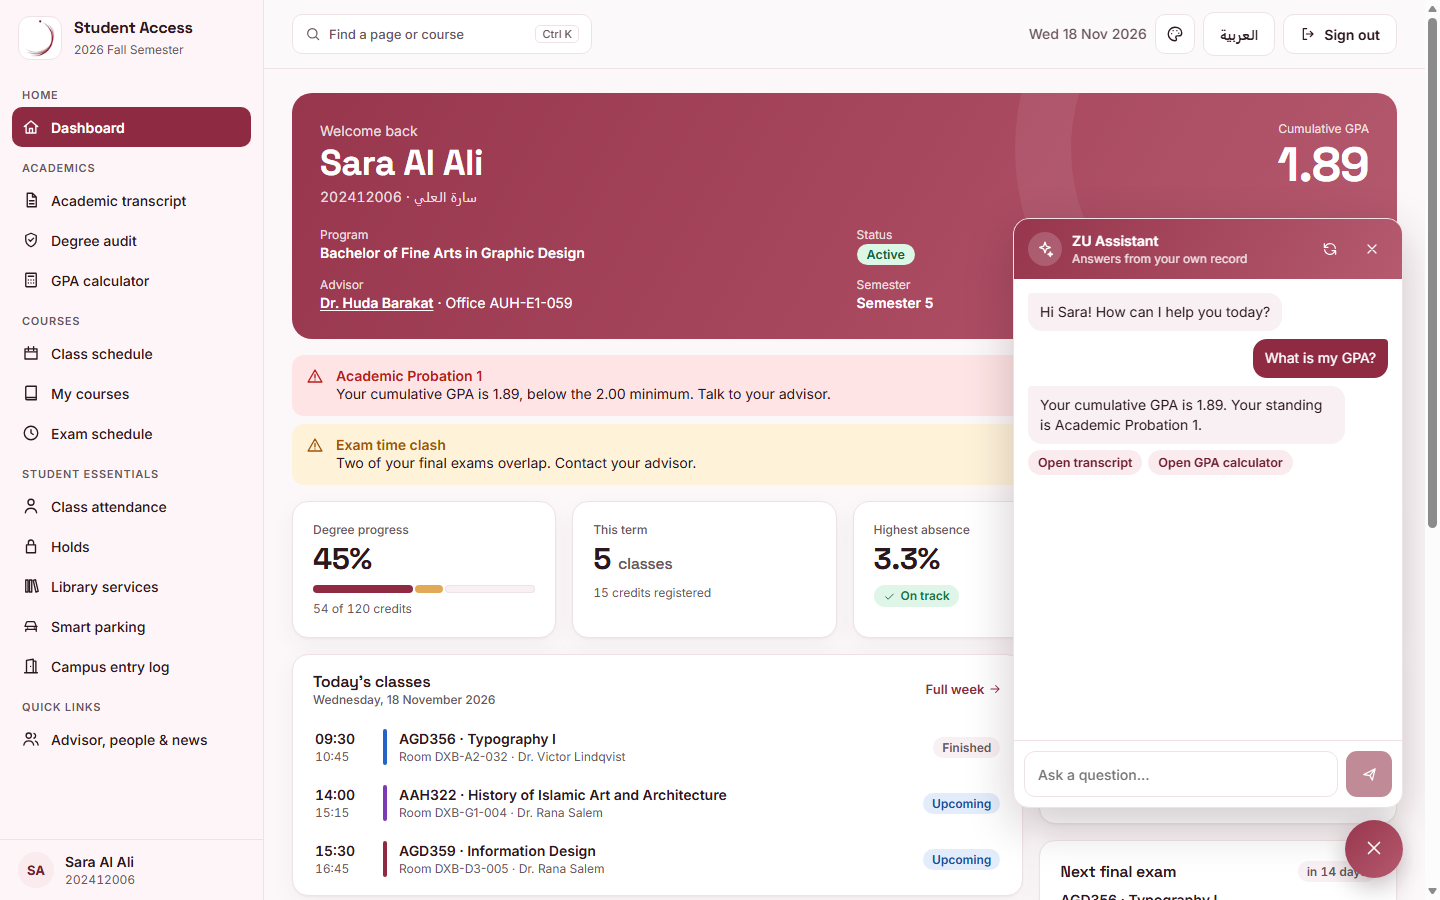 Student Access
2026 Fall Semester
HOME
Dashboard
ACADEMICS
Academic transcript
Degree audit
GPA calculator
COURSES
Class schedule
My courses
Exam schedule
STUDENT ESSENTIALS
Class attendance
Holds
Library services
Smart parking
Campus entry log
QUICK LINKS
Advisor, people & news
SA
Sara Al Ali
202412006
Find a page or course
Ctrl K
Wed 18 Nov 2026
العربية
Sign out
Welcome back
Sara Al Ali
202412006 · سارة العلي
Cumulative GPA
1.89
Program
Bachelor of Fine Arts in Graphic Design
Status
Active
Advisor
Dr. Huda Barakat · Office AUH-E1-059
Semester
Semester 5
Academic Probation 1
Your cumulative GPA is 1.89, below the 2.00 minimum. Talk to your advisor.
Exam time clash
Two of your final exams overlap. Contact your advisor.
Degree progress
45%
54 of 120 credits
This term
5 classes
15 credits registered
Highest absence
3.3%
On track
Today's classes
Wednesday, 18 November 2026
Full week
09:30
10:45
AGD356 · Typography I
Room DXB-A2-032 · Dr. Victor Lindqvist
Finished
14:00
15:15
AAH322 · History of Islamic Art and Architecture
Room DXB-G1-004 · Dr. Rana Salem
Upcoming
15:30
16:45
AGD359 · Information Design
Room DXB-D3-005 · Dr. Rana Salem
Upcoming
ZU Assistant
Answers from your own record
Hi Sara! How can I help you today?
What is my GPA?
Your cumulative GPA is 1.89. Your standing
is Academic Probation 1.
Open transcript
Open GPA calculator
Ask a question...
Next final exam
in 14 days
AGD356 · Typography I